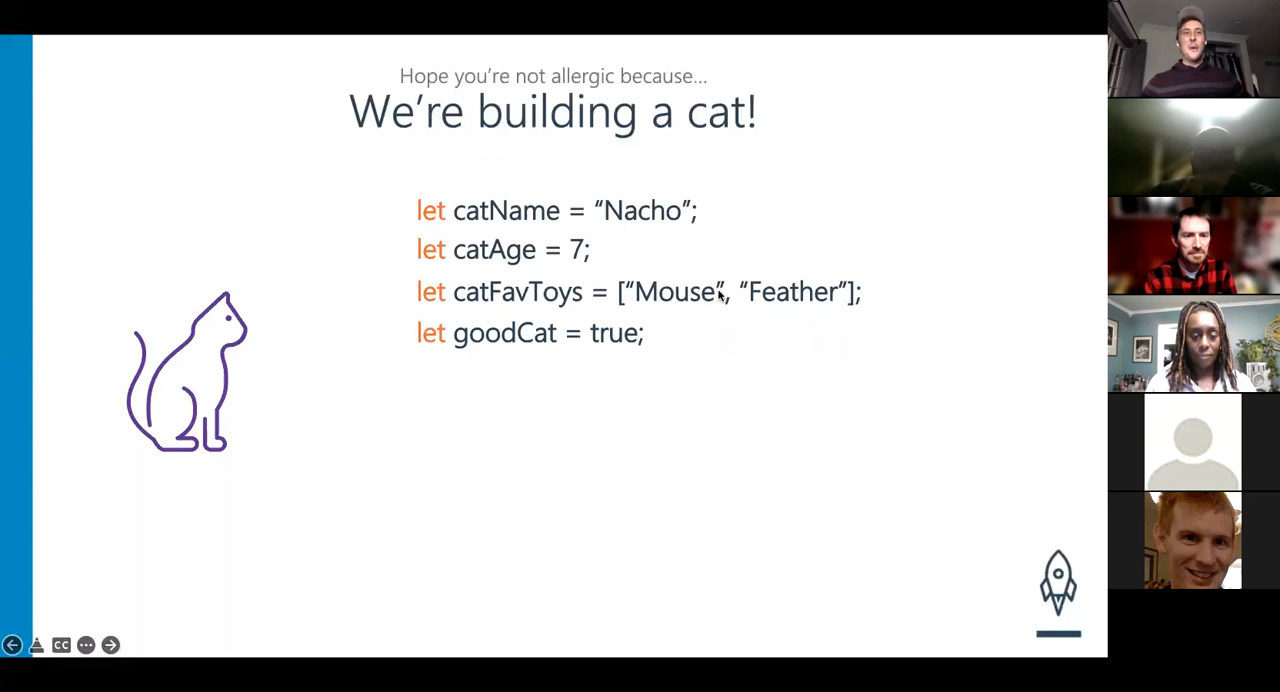 Hope you’re not allergic because...
We’re building a cat!
let catName = “Nacho”;
let catAge = 7;
let catFavToys = [“Mouse”, “Feather”];
let goodCat = true;
CC